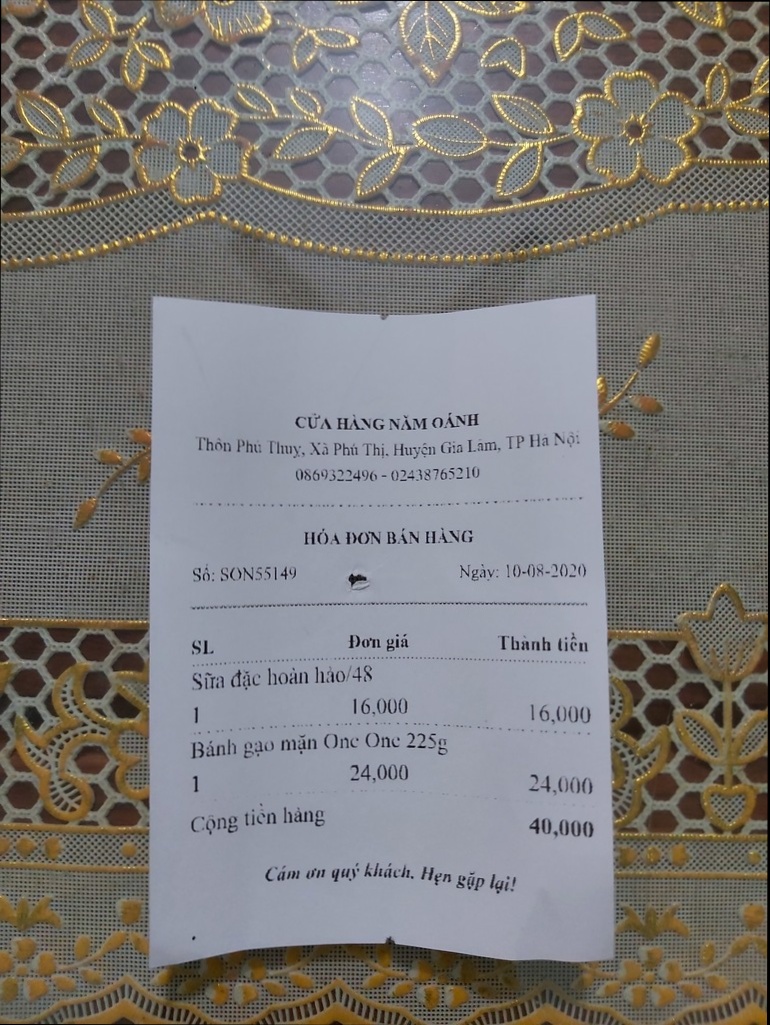 CỬA HÀNG NĂM OÁNH
Thôn Phú Thuỵ, Xã Phú Thị, Huyện Gia Lâm, TP Hà Nội
0869322496 - 02438765210
HÓA ĐƠN BÁN HÀNG
Số: SON55149 Ngày: 10-08-2020
SL Đơn giá Thành tiền
Sữa đặc hoàn hảo/48
1 16,000 16,000
Bánh gạo mặn One One 225g
1 24,000 24,000
Cộng tiền hàng 40,000
Cám ơn quý khách. Hẹn gặp lại!